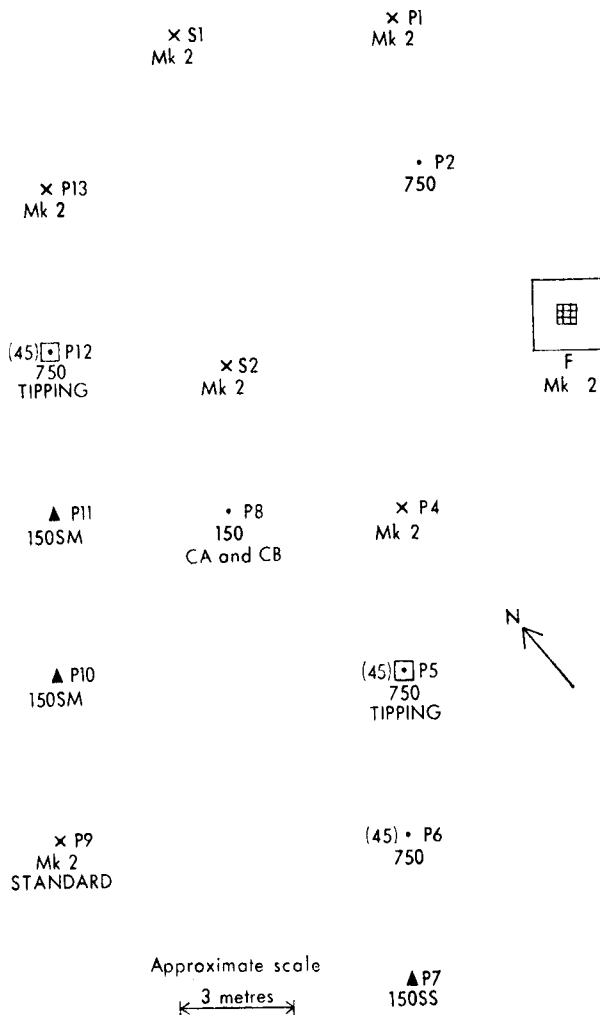 S1
Mk 2
P1
Mk 2
P2
750
P13
Mk 2
F
Mk 2
(45) P12
750
TIPPING
S2
Mk 2
P11
150SM
P8
150
CA and CB
P4
Mk 2
N
P10
150SM
(45) P5
750
TIPPING
P9
Mk 2
STANDARD
(45) P6
750
Approximate scale
3 metres
P7
150SS